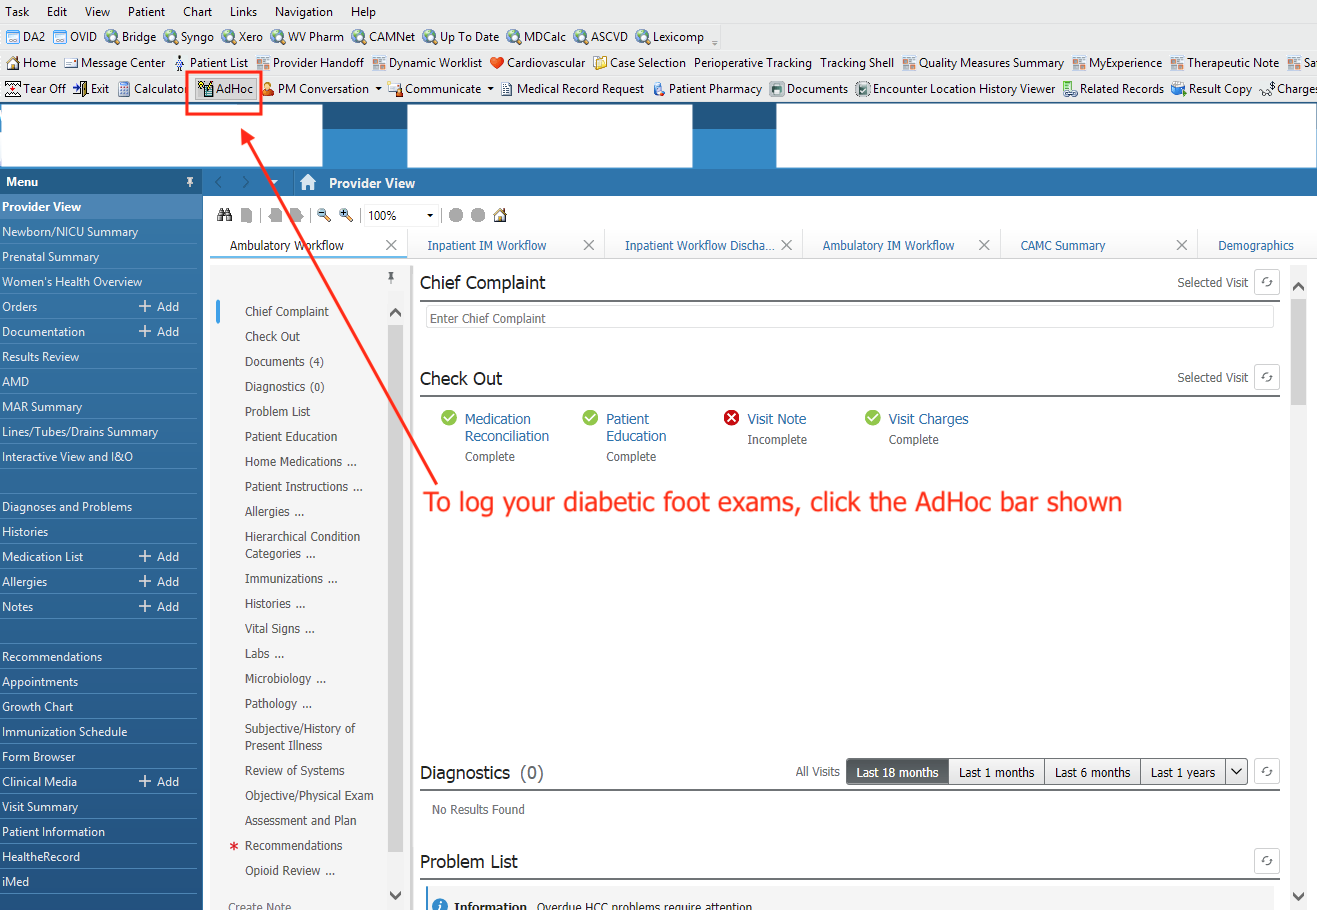 Task Edit View Patient Chart Links Navigation Help
DA2 OVID Bridge Syngo Xero WV Pharm CAMNet Up To Date MDCalc ASCVD Lexicomp
Home Message Center Patient List Provider Handoff Dynamic Worklist Cardiovascular Case Selection Perioperative Tracking Tracking Shell Quality Measures Summary MyExperience Therapeutic Note Sa
Tear Off Exit Calculator AdHoc PM Conversation Communicate Medical Record Request Patient Pharmacy Documents Encounter Location History Viewer Related Records Result Copy Charges
Menu
Provider View
Newborn/NICU Summary
Prenatal Summary
Women's Health Overview
Orders + Add
Documentation + Add
Results Review
AMD
MAR Summary
Lines/Tubes/Drains Summary
Interactive View and I&O
Diagnoses and Problems
Histories
Medication List + Add
Allergies + Add
Notes + Add
Recommendations
Appointments
Growth Chart
Immunization Schedule
Form Browser
Clinical Media + Add
Visit Summary
Patient Information
HealtheRecord
iMed
Provider View
100%
Ambulatory Workflow Inpatient IM Workflow Inpatient Workflow Discha... Ambulatory IM Workflow CAMC Summary Demographics
Chief Complaint
Check Out
Documents (4)
Diagnostics (0)
Problem List
Patient Education
Home Medications ...
Patient Instructions ...
Allergies ...
Hierarchical Condition
Categories ...
Immunizations ...
Histories ...
Vital Signs ...
Labs ...
Microbiology ...
Pathology ...
Subjective/History of
Present Illness
Review of Systems
Objective/Physical Exam
Assessment and Plan
* Recommendations
Opioid Review ...
Create Note
Chief Complaint Selected Visit
Enter Chief Complaint
Check Out Selected Visit
Medication
Reconciliation
Complete
Patient
Education
Complete
Visit Note
Incomplete
Visit Charges
Complete
To log your diabetic foot exams, click the AdHoc bar shown
Diagnostics (0) All Visits Last 18 months Last 1 months Last 6 months Last 1 years
No Results Found
Problem List
Information Overdue HCC problems require attention